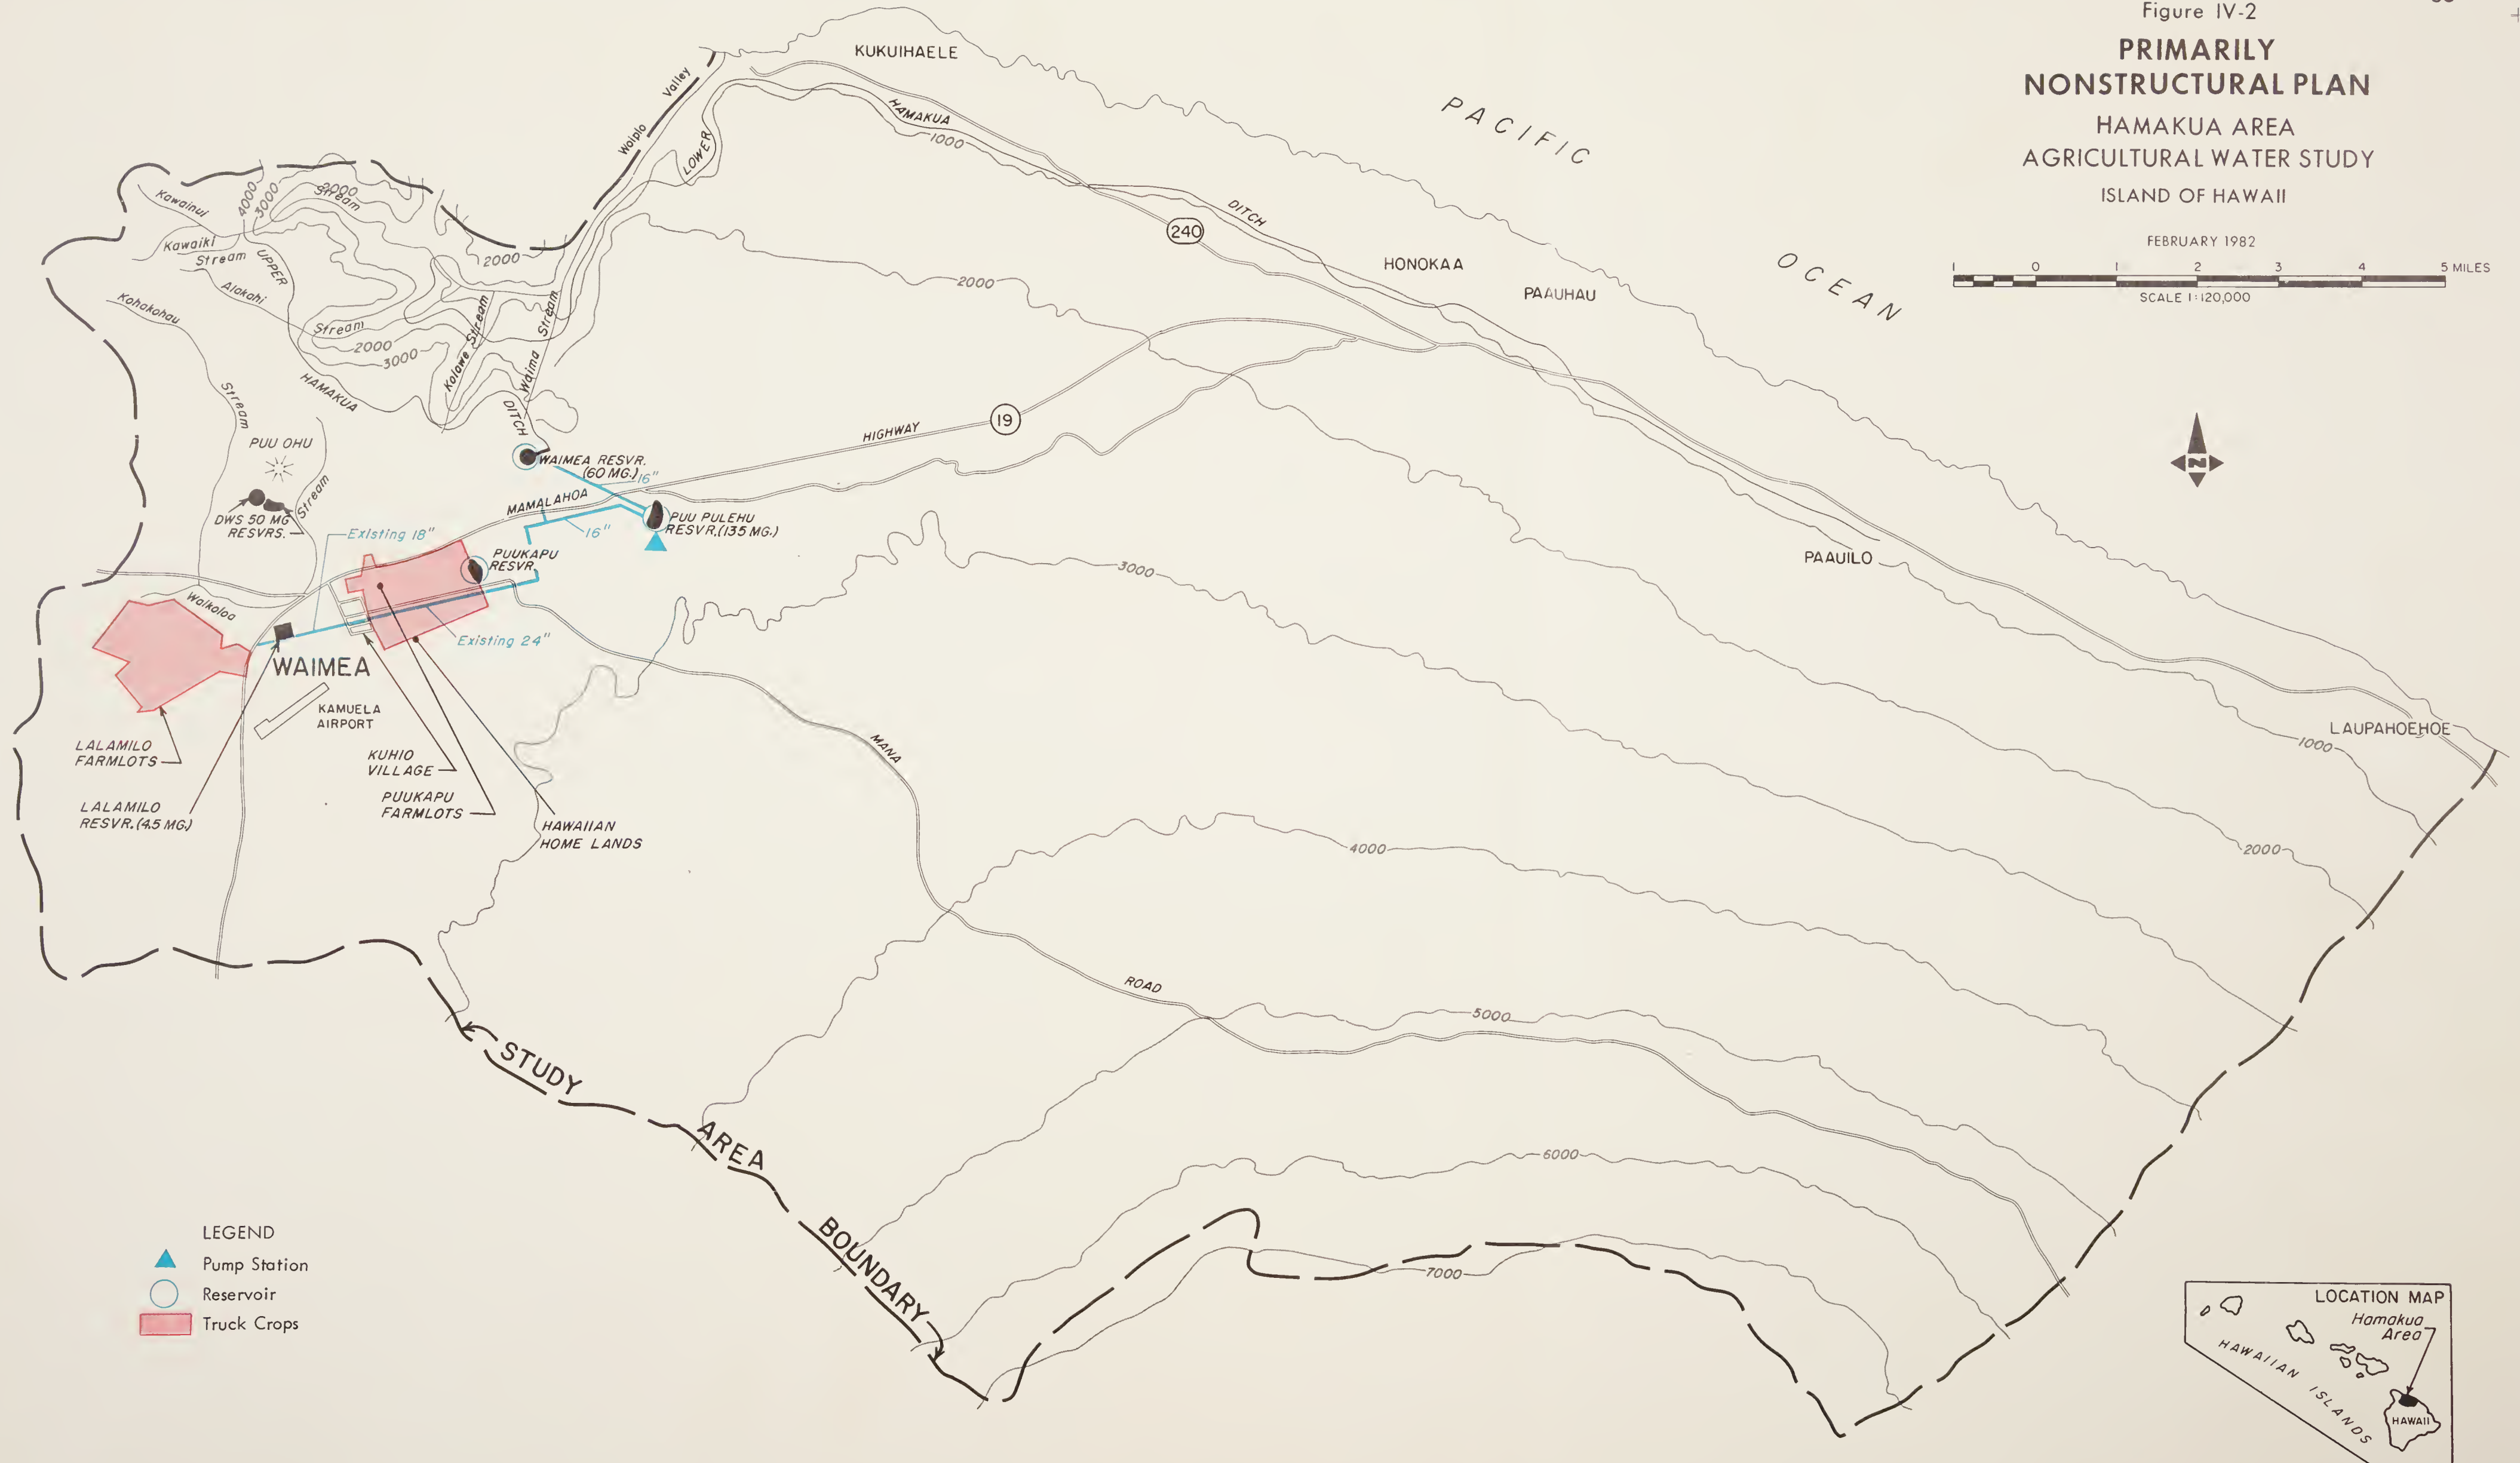 Figure IV-2
PRIMARILY
NONSTRUCTURAL PLAN
HAMAKUA AREA
AGRICULTURAL WATER STUDY
ISLAND OF HAWAII
FEBRUARY 1982
1 0 1 2 3 4 5 MILES
SCALE 1:120,000
N
KUKUIHAELE
PACIFIC
OCEAN
Waipio Valley
LOWER
HAMAKUA
1000
DITCH
240
HONOKAA
PAAUHAU
2000
Kawainui
Stream
4000
3000
2000
Kawaiki
Stream
UPPER
Alakahi
Stream
2000
3000
2000
Kohakohau
Stream
HAMAKUA
Kolawe Stream
Waima Stream
DITCH
PUU OHU
DWS 50 MG
RESVRS.
Stream
WAIMEA RESVR.
(60 MG.)
16"
HIGHWAY
19
MAMALAHOA
16"
PUU PULEHU
RESVR.(135 MG.)
Existing 18"
PUUKAPU
RESVR.
Existing 24"
Waikoloa
WAIMEA
KAMUELA
AIRPORT
LALAMILO
FARMLOTS
LALAMILO
RESVR.(4.5 MG.)
KUHIO
VILLAGE
PUUKAPU
FARMLOTS
HAWAIIAN
HOME LANDS
3000
PAAUILO
LAUPAHOEHOE
1000
2000
MANA
ROAD
4000
5000
6000
7000
STUDY
AREA
BOUNDARY
LEGEND
Pump Station
Reservoir
Truck Crops
LOCATION MAP
Hamakua
Area
HAWAIIAN ISLANDS
HAWAII